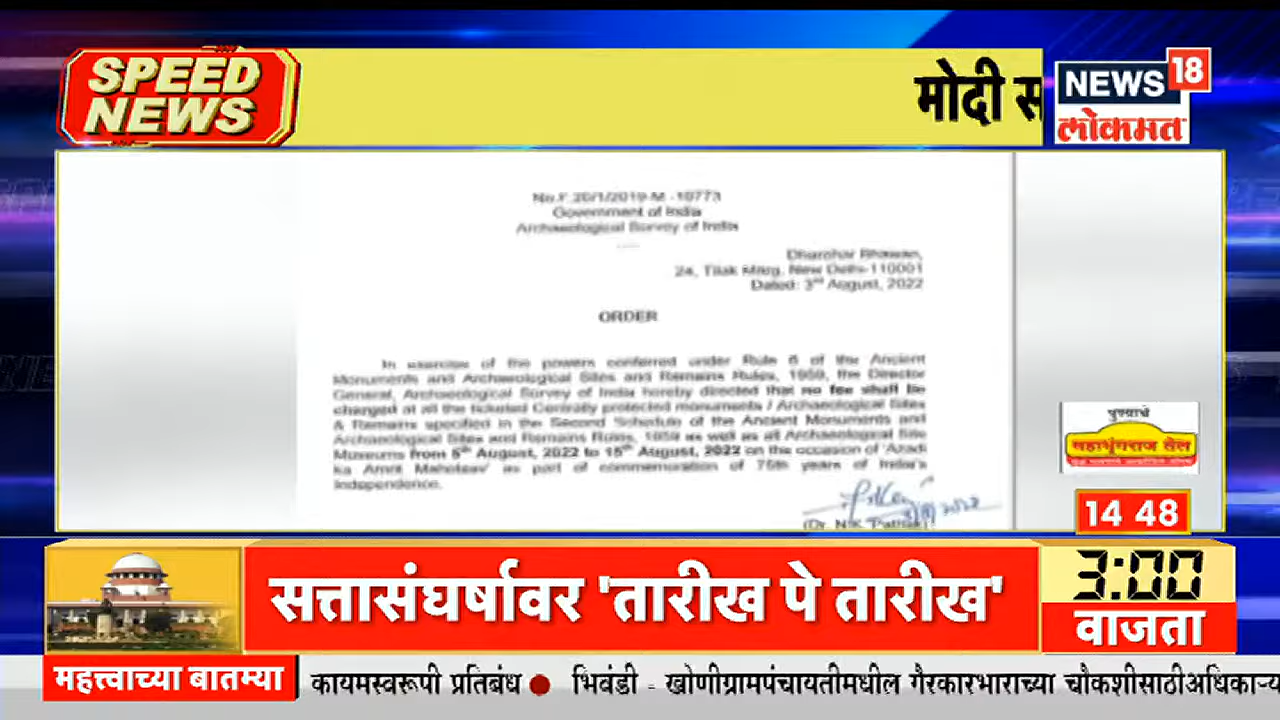 SPEED
NEWS
मोदी स
NEWS 18
लोकमत
No.F.20/1/2019-M -10773
Government of India
Archaeological Survey of India
Dharohar Bhawan,
24, Tilak Marg, New Delhi-110001
Dated: 3rd August, 2022
ORDER
In exercise of the powers conferred under Rule 6 of the Ancient
Monuments and Archaeological Sites and Remains Rules, 1959, the Director
General, Archaeological Survey of India hereby directed that no fee shall be
charged at all the ticketed Centrally protected monuments / Archaeological Sites
& Remains specified in the Second Schedule of the Ancient Monuments and
Archaeological Sites and Remains Rules, 1959 as well as all Archaeological Site
Museums from 5th August, 2022 to 15th August, 2022 on the occasion of 'Azadi
ka Amrit Mahotsav' as part of commemoration of 75th years of India's
Independence.
(Dr. N.K. Pathak)
महाभृंगराज तेल
14 48
सत्तासंघर्षावर 'तारीख पे तारीख'
3:00
वाजता
महत्त्वाच्या बातम्या
कायमस्वरूपी प्रतिबंध ● भिवंडी - खोणीग्रामपंचायतीमधील गैरकारभाराच्या चौकशीसाठीअधिकाऱ्य